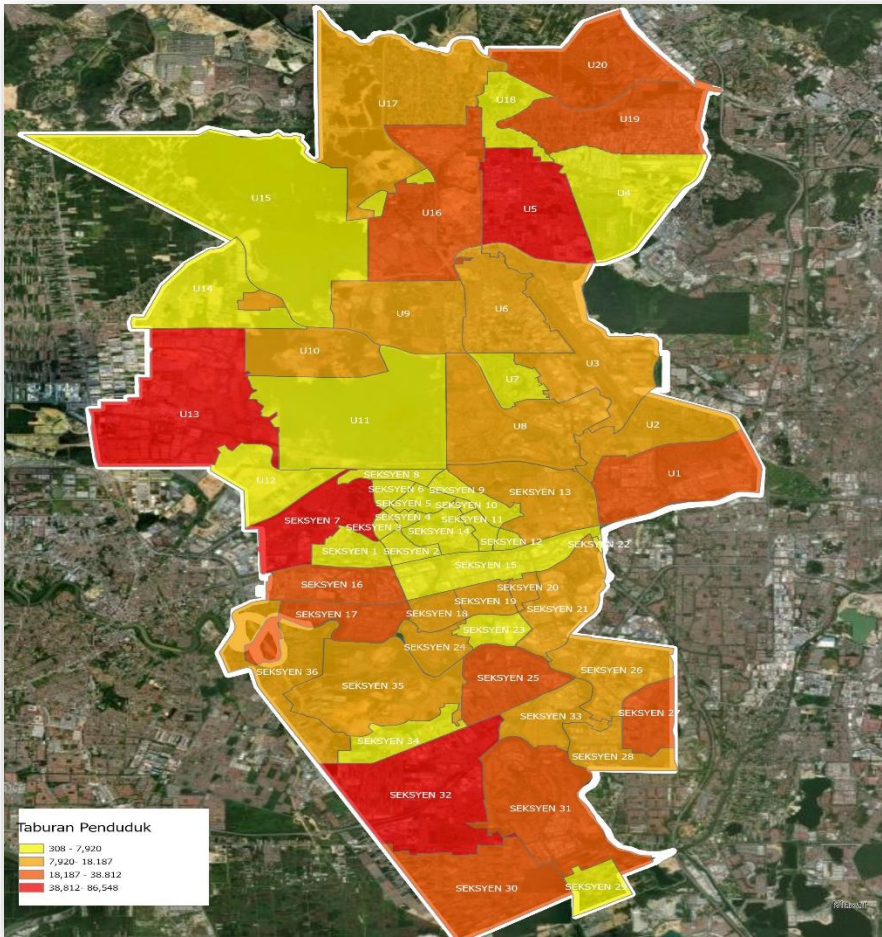 U20
U17
U18
U19
U4
U15
U5
U16
U14
U9
U6
U10
U3
U7
U13
U11
U8
U2
U1
SEKSYEN 8
U12
SEKSYEN 6
SEKSYEN 9
SEKSYEN 13
SEKSYEN 5
SEKSYEN 10
SEKSYEN 7
SEKSYEN 4
SEKSYEN 11
SEKSYEN 3
SEKSYEN 14
SEKSYEN 12
22
SEKSYEN 1
SEKSYEN 2
SEKSYEN 15
SEKSYEN 16
SEKSYEN 20
SEKSYEN 19
SEKSYEN 17
SEKSYEN 18
SEKSYEN 21
SEKSYEN 23
SEKSYEN 24
SEKSYEN 36
SEKSYEN 26
SEKSYEN 35
SEKSYEN 25
SEKSYEN 27
SEKSYEN 33
SEKSYEN 34
SEKSYEN 28
SEKSYEN 32
SEKSYEN 31
SEKSYEN 30
SEKSYEN 29
Taburan Penduduk
308 - 7,920
7,920- 18.187
18,187 - 38.812
38,812- 86,548